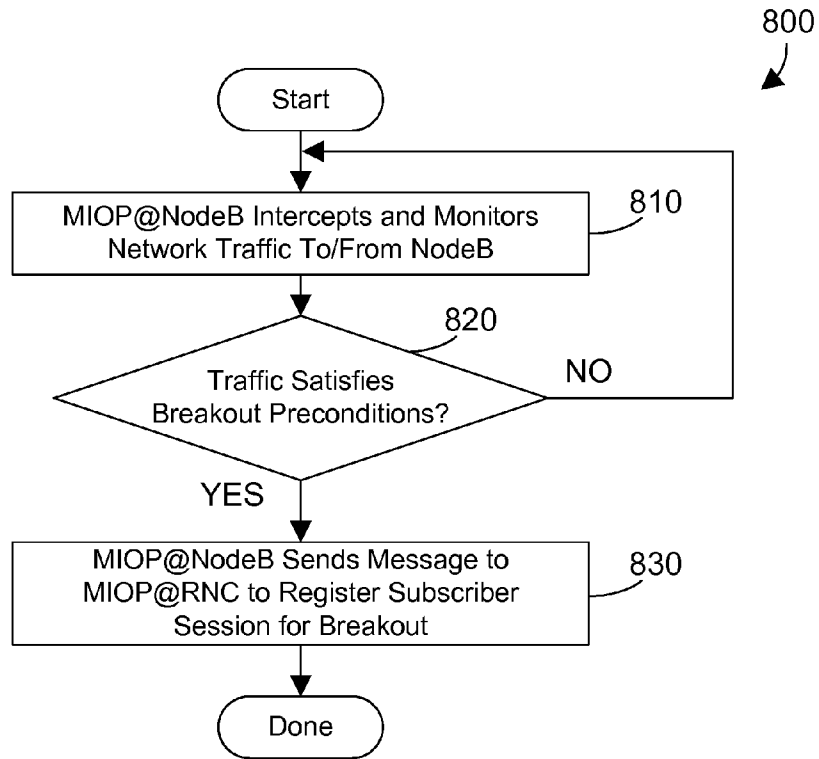 800
Start
MIOP@NodeB Intercepts and Monitors
Network Traffic To/From NodeB
810
820
Traffic Satisfies
Breakout Preconditions?
NO
YES
MIOP@NodeB Sends Message to
MIOP@RNC to Register Subscriber
Session for Breakout
830
Done